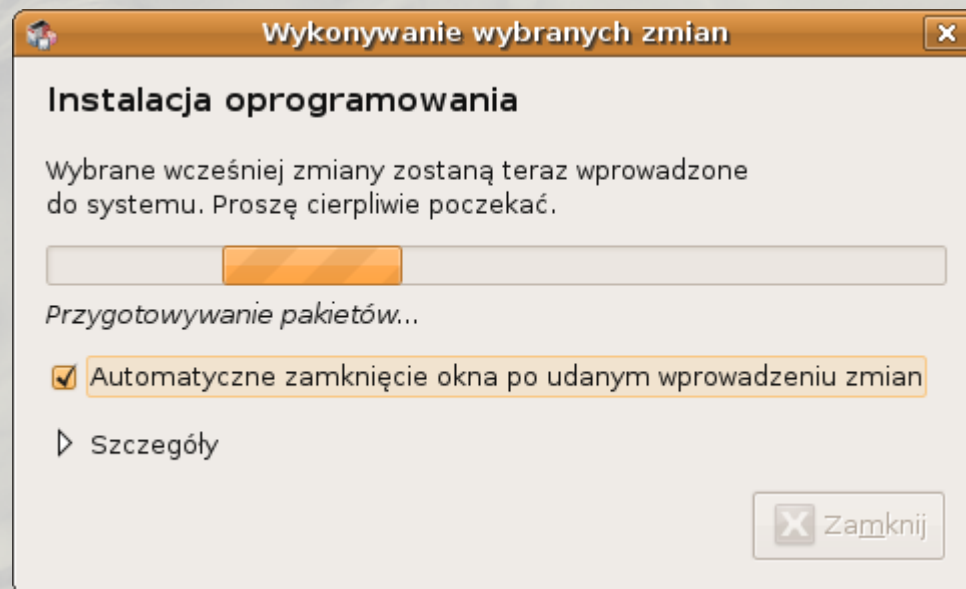 Wykonywanie wybranych zmian
Instalacja oprogramowania
Wybrane wcześniej zmiany zostaną teraz wprowadzone
do systemu. Proszę cierpliwie poczekać.
Przygotowywanie pakietów...
Automatyczne zamknięcie okna po udanym wprowadzeniu zmian
Szczegóły
Zamknij